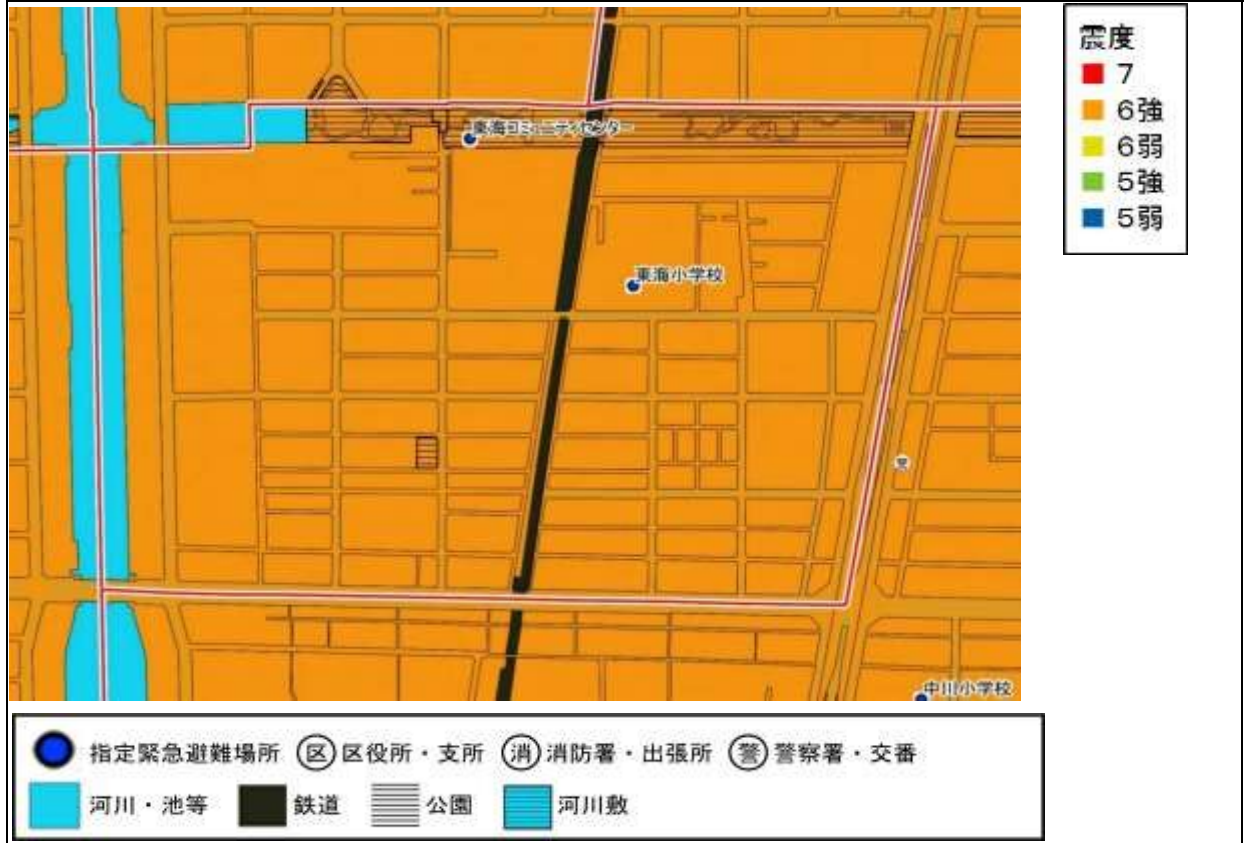 震度
7
6強
6弱
5強
5弱
東海コミュニティセンター
東海小学校
警
中川小学校
指定緊急避難場所 区 区役所・支所 消 消防署・出張所 警 警察署・交番
河川・池等 鉄道 公園 河川敷